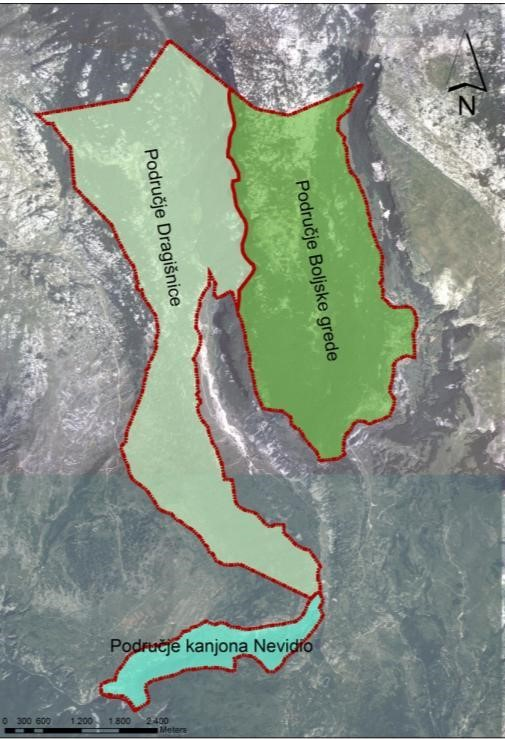 N
Područje Dragišnice
Područje Boljske grede
Područje kanjona Nevidio
0 300 600 1.200 1.800 2.400
Meters